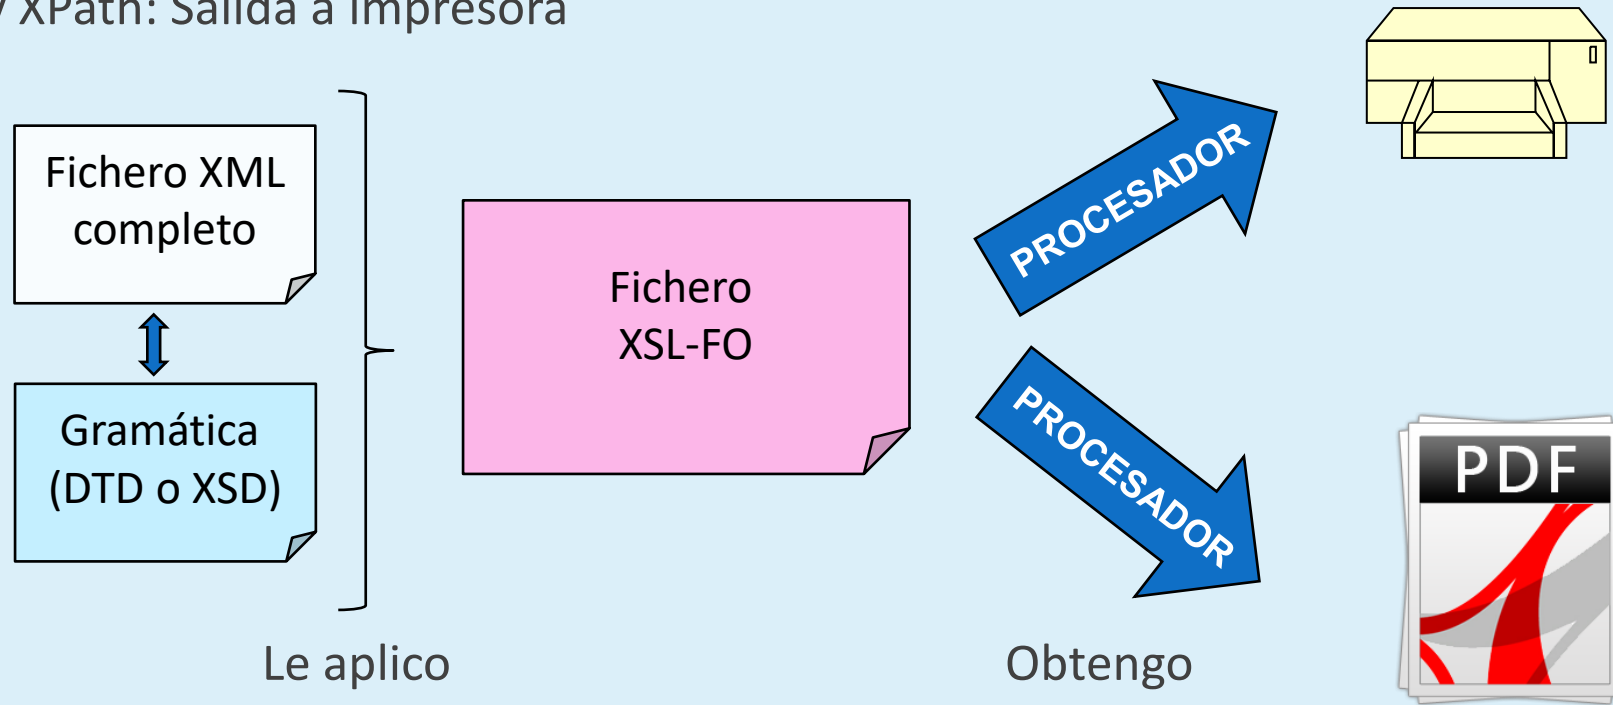 XPath: Salida a impresora
Fichero XML
completo
Gramática
(DTD o XSD)
Fichero
XSL-FO
PROCESADOR
PROCESADOR
PDF
Le aplico
Obtengo